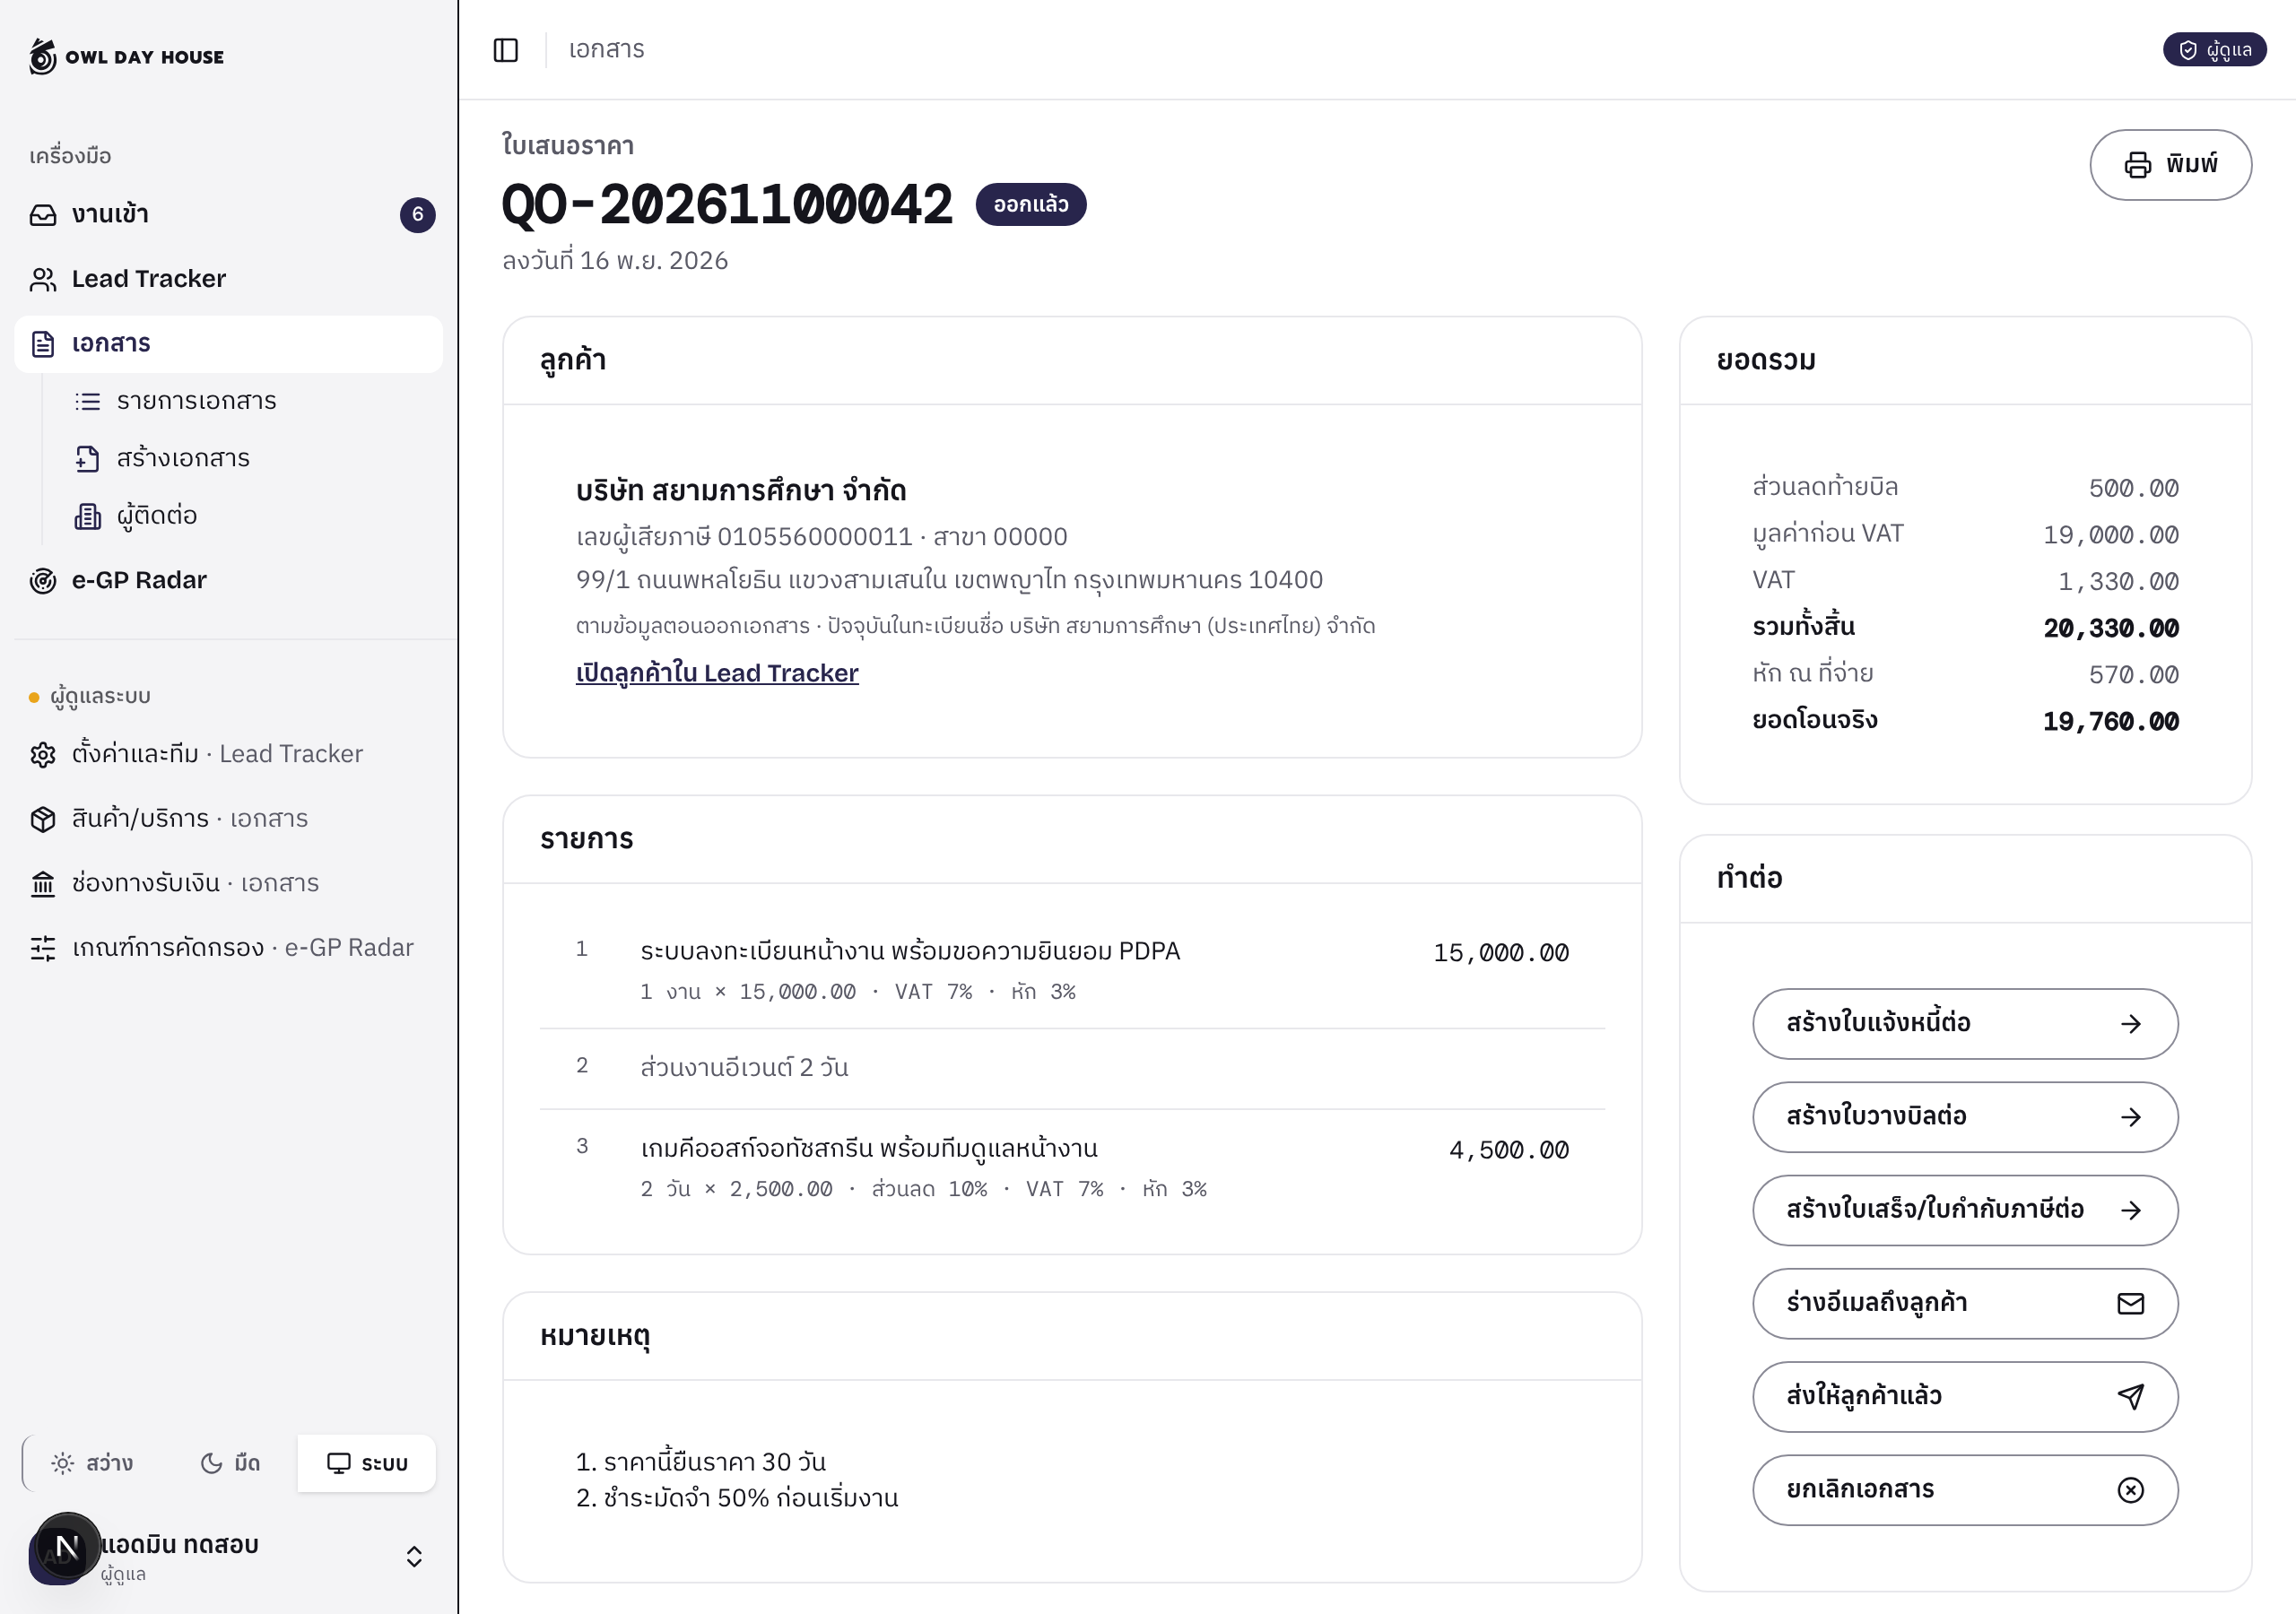 OWL DAY HOUSE
เครื่องมือ
งานเข้า 6
Lead Tracker
เอกสาร
รายการเอกสาร
สร้างเอกสาร
ผู้ติดต่อ
e-GP Radar
ผู้ดูแลระบบ
ตั้งค่าและทีม · Lead Tracker
สินค้า/บริการ · เอกสาร
ช่องทางรับเงิน · เอกสาร
เกณฑ์การคัดกรอง · e-GP Radar
สว่าง มืด ระบบ
N แอดมิน ทดสอบ
ผู้ดูแล
เอกสาร
ผู้ดูแล
ใบเสนอราคา
QO-20261100042 ออกแล้ว
ลงวันที่ 16 พ.ย. 2026
พิมพ์
ลูกค้า
บริษัท สยามการศึกษา จำกัด
เลขผู้เสียภาษี 0105560000011 · สาขา 00000
99/1 ถนนพหลโยธิน แขวงสามเสนใน เขตพญาไท กรุงเทพมหานคร 10400
ตามข้อมูลตอนออกเอกสาร · ปัจจุบันในทะเบียนชื่อ บริษัท สยามการศึกษา (ประเทศไทย) จำกัด
เปิดลูกค้าใน Lead Tracker
รายการ
1 ระบบลงทะเบียนหน้างาน พร้อมขอความยินยอม PDPA 15,000.00
1 งาน × 15,000.00 · VAT 7% · หัก 3%
2 ส่วนงานอีเวนต์ 2 วัน
3 เกมคีออสก์จอทัชสกรีน พร้อมทีมดูแลหน้างาน 4,500.00
2 วัน × 2,500.00 · ส่วนลด 10% · VAT 7% · หัก 3%
หมายเหตุ
1. ราคานี้ยืนราคา 30 วัน
2. ชำระมัดจำ 50% ก่อนเริ่มงาน
ยอดรวม
ส่วนลดท้ายบิล 500.00
มูลค่าก่อน VAT 19,000.00
VAT 1,330.00
รวมทั้งสิ้น 20,330.00
หัก ณ ที่จ่าย 570.00
ยอดโอนจริง 19,760.00
ทำต่อ
สร้างใบแจ้งหนี้ต่อ
สร้างใบวางบิลต่อ
สร้างใบเสร็จ/ใบกำกับภาษีต่อ
ร่างอีเมลถึงลูกค้า
ส่งให้ลูกค้าแล้ว
ยกเลิกเอกสาร